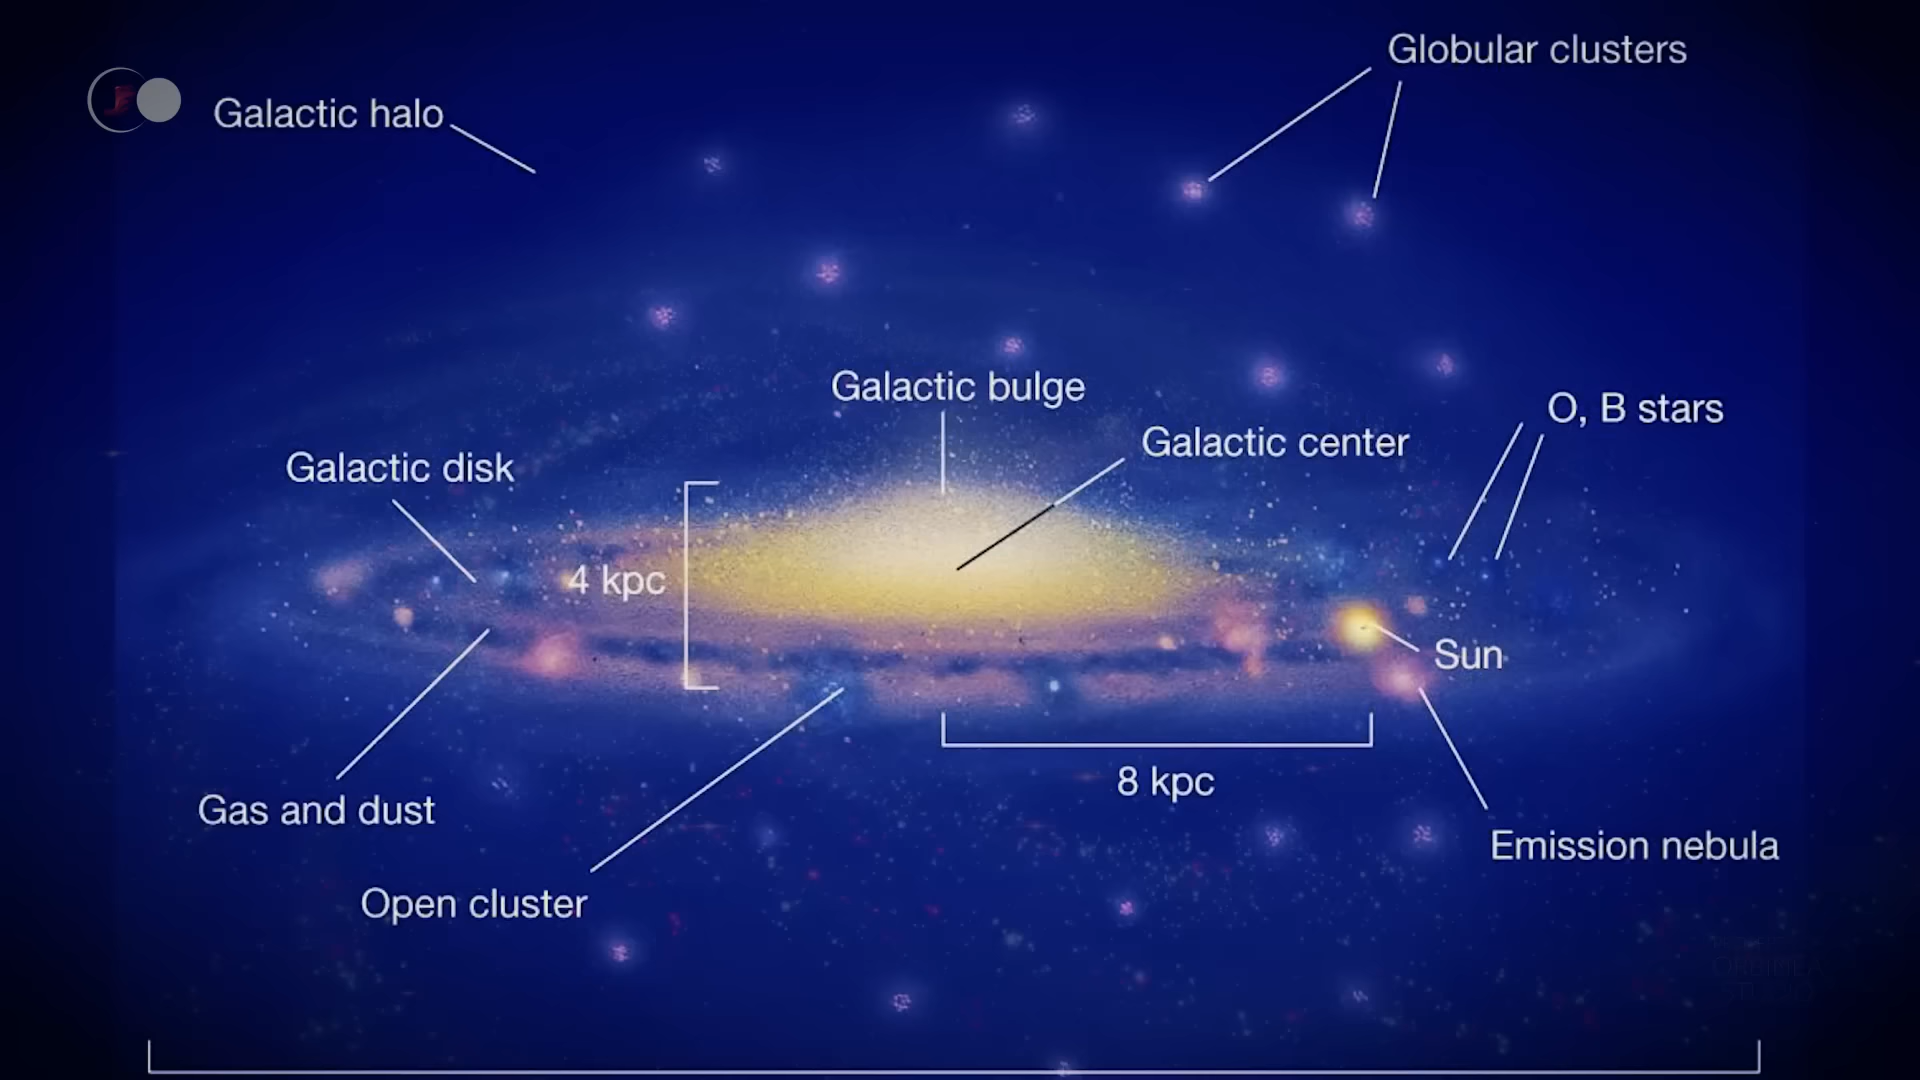 Globular clusters
Galactic halo
Galactic bulge
O, B stars
Galactic center
Galactic disk
4 kpc
Sun
8 kpc
Gas and dust
Emission nebula
Open cluster